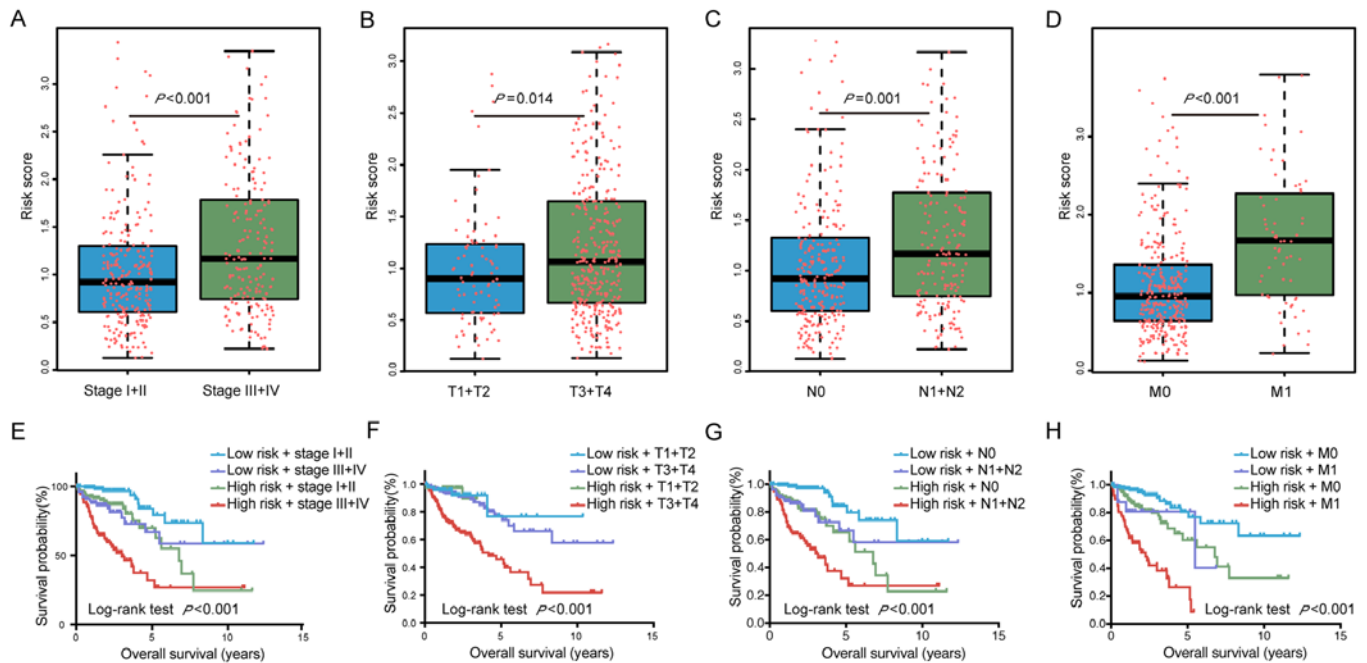 A
B
C
D
Risk score
0.0 0.5 1.0 1.5 2.0 2.5 3.0
P<0.001
Stage I+II Stage III+IV
Risk score
0.0 0.5 1.0 1.5 2.0 2.5 3.0
P=0.014
T1+T2 T3+T4
Risk score
0.0 0.5 1.0 1.5 2.0 2.5 3.0
P=0.001
N0 N1+N2
Risk score
0.0 1.0 2.0 3.0
P<0.001
M0 M1
E
Low risk + stage I+II
Low risk + stage III+IV
High risk + stage I+II
High risk + stage III+IV
Survival probability(%)
100
50
0
Log-rank test P<0.001
0 5 10 15
Overall survival (years)
F
Low risk + T1+T2
Low risk + T3+T4
High risk + T1+T2
High risk + T3+T4
Survival probability(%)
1.0
0.8
0.6
0.4
0.2
0.0
Log-rank test P<0.001
0 5 10 15
Overall survival (years)
G
Low risk + N0
Low risk + N1+N2
High risk + N0
High risk + N1+N2
Survival probability(%)
1.0
0.8
0.6
0.4
0.2
0.0
Log-rank test P<0.001
0 5 10 15
Overall survival (years)
H
Low risk + M0
Low risk + M1
High risk + M0
High risk + M1
Survival probability(%)
1.0
0.8
0.6
0.4
0.2
0.0
Log-rank test P<0.001
0 5 10 15
Overall survival (years)